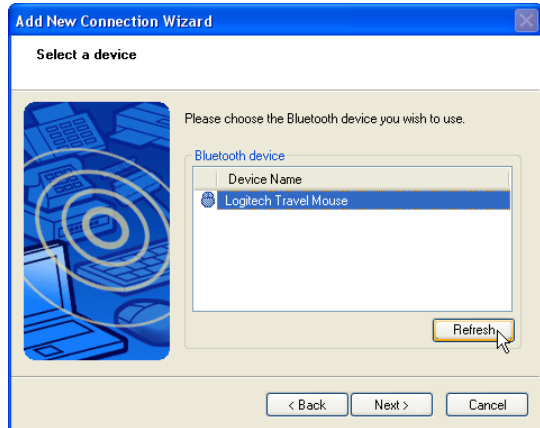 Add New Connection Wizard
Select a device
Please choose the Bluetooth device you wish to use.
Bluetooth device
Device Name
Logitech Travel Mouse
Refresh
< Back Next > Cancel